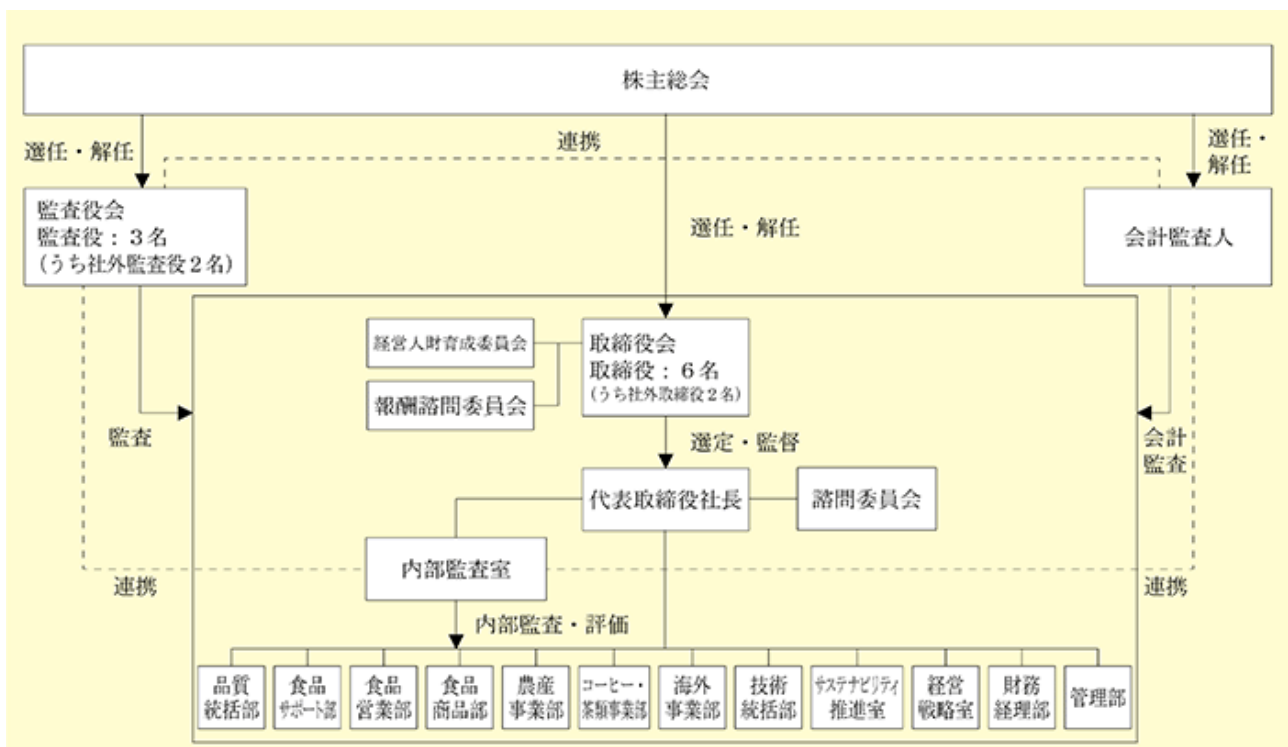 株主総会
選任・解任
連携
選任・
解任
監査役会
監査役：3名
(うち社外監査役2名)
選任・解任
会計監査人
経営人財育成委員会
取締役会
取締役：6名
(うち社外取締役2名)
報酬諮問委員会
監査
選定・監督
会計
監査
代表取締役社長
諮問委員会
内部監査室
連携
連携
内部監査・評価
品質
統括部
食品
サポート部
食品
営業部
食品
商品部
農産
事業部
コーヒー・
茶類事業部
海外
事業部
技術
統括部
サステナビリティ
推進室
経営
戦略室
財務
経理部
管理部